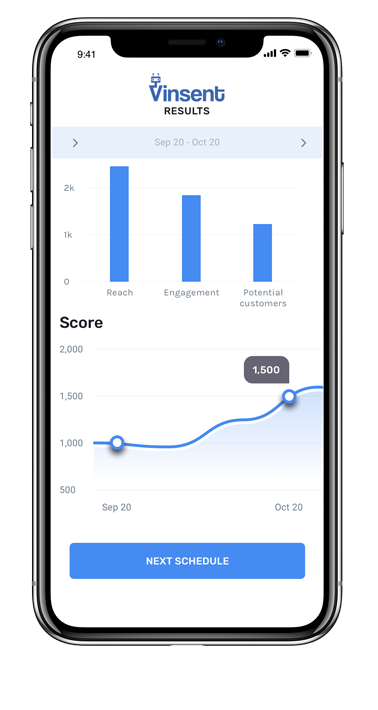 9:41
Vinsent
RESULTS
Sep 20 - Oct 20
2k
1k
0
Reach
Engagement
Potential
customers
Score
2,000
1,500
1,500
1,000
500
Sep 20
Oct 20
NEXT SCHEDULE